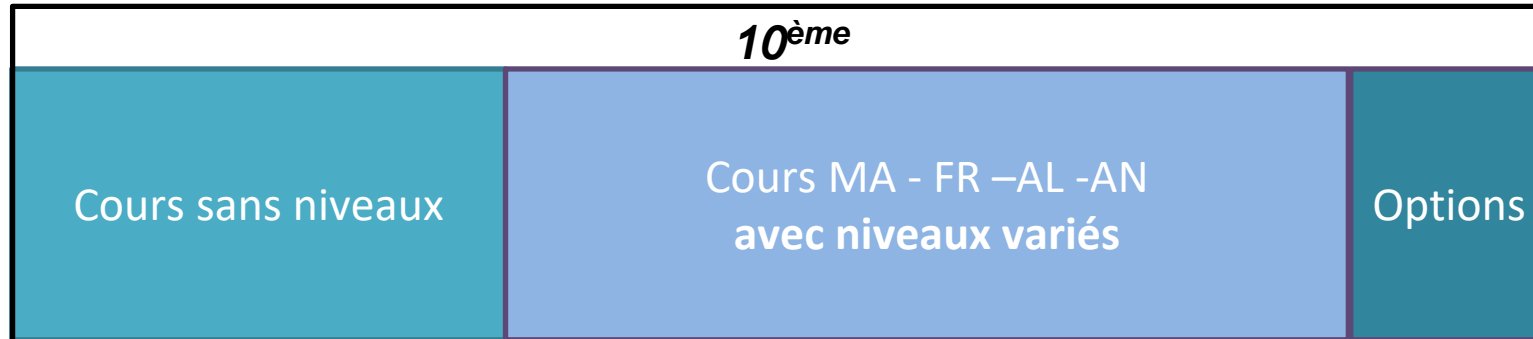 10ème
Cours sans niveaux
Cours MA - FR –AL -AN
avec niveaux variés
Options